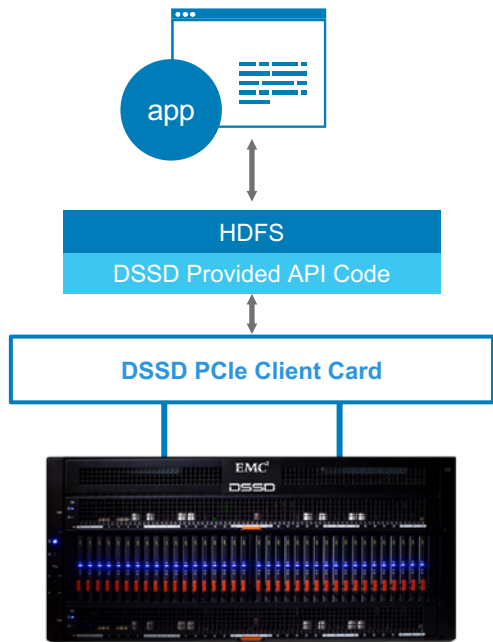 app
HDFS
DSSD Provided API Code
DSSD PCIe Client Card
EMC²
DSSD